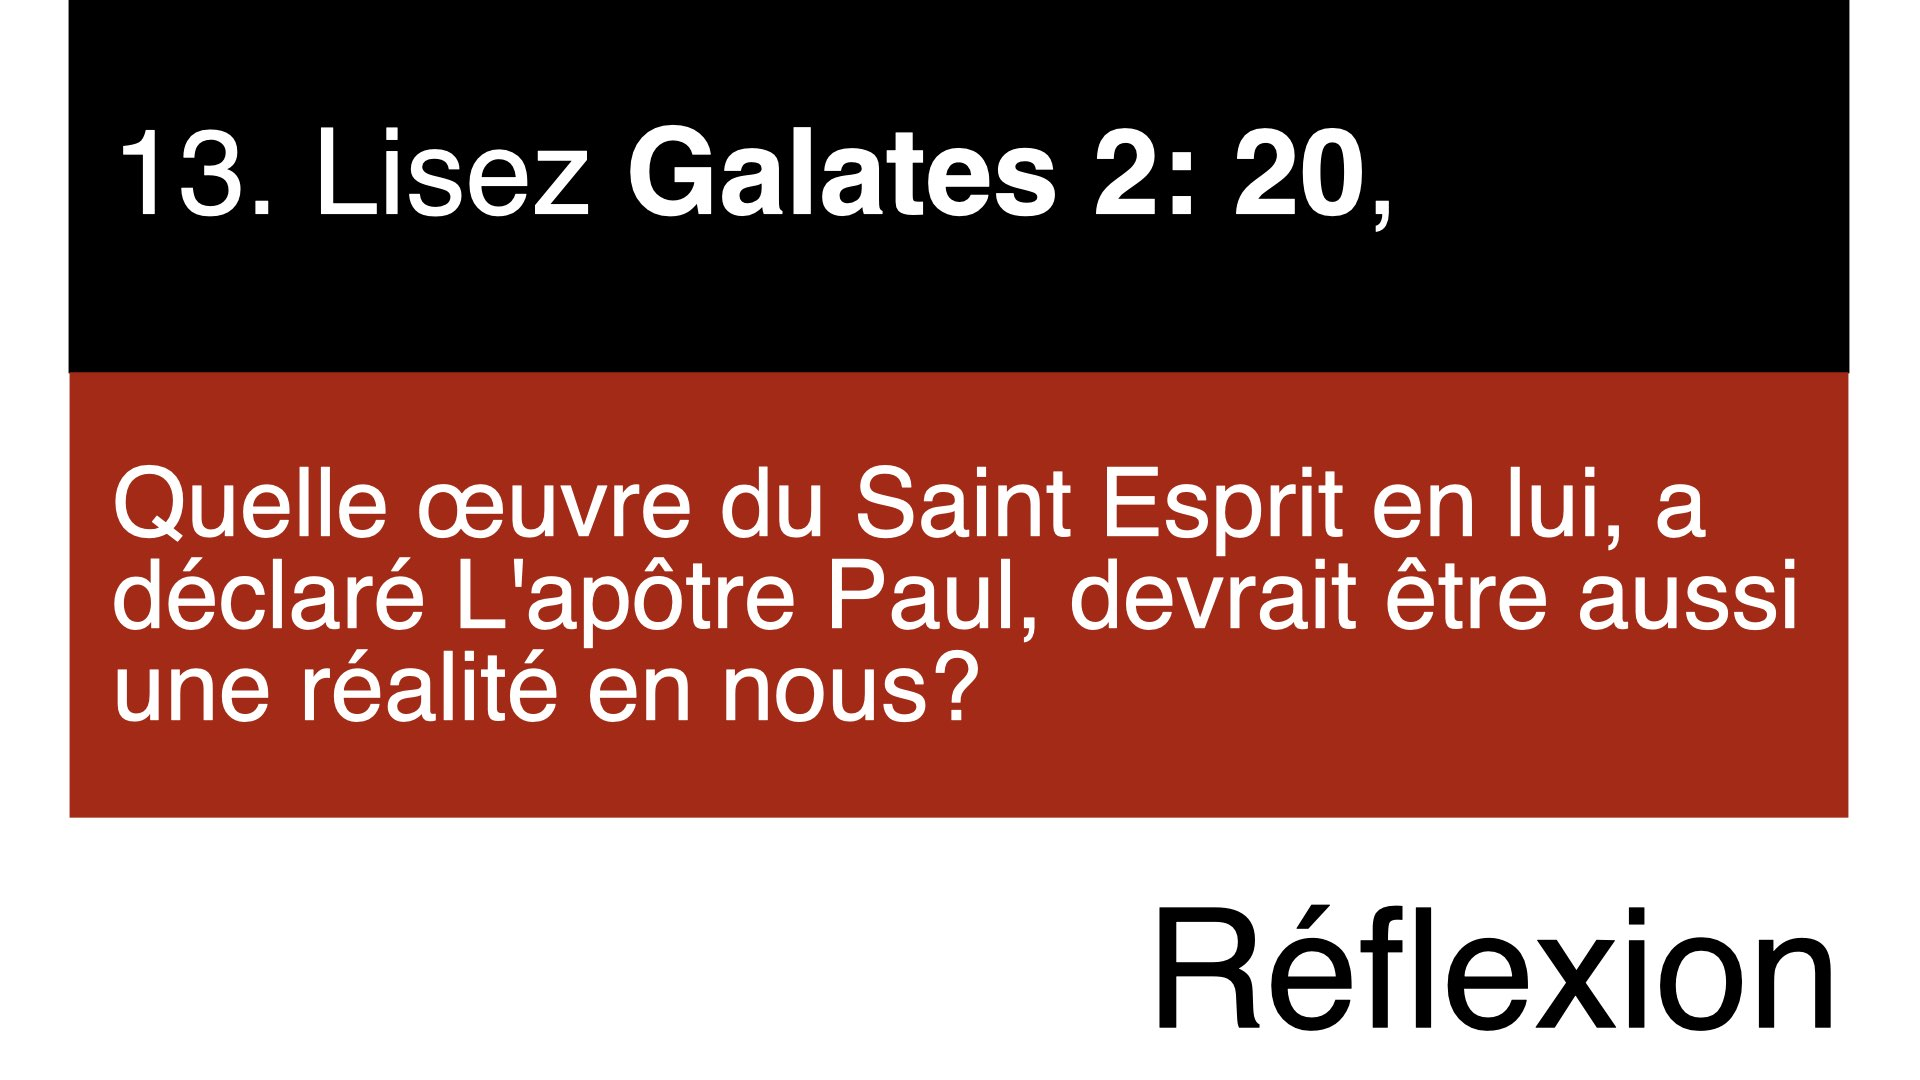 13. Lisez Galates 2: 20,
Quelle œuvre du Saint Esprit en lui, a
déclaré L'apôtre Paul, devrait être aussi
une réalité en nous?
Réflexion